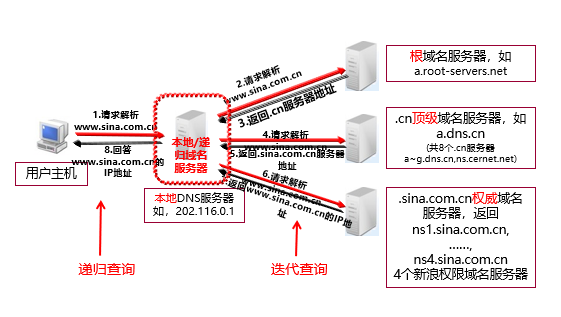 2.请求解析
www.sina.com.cn
3.返回.cn服务器地址
根域名服务器，如
a.root-servers.net
1.请求解析
www.sina.com.cn
8.回答
www.sina.com.cn的
IP地址
用户主机
本地/递
归域名
服务器
4.请求解析
www.sina.com.cn
5.返回.sina.com.cn服务器
地址
.cn顶级域名服务器，如
a.dns.cn
(共8个.cn服务器
a~g.dns.cn,ns.cernet.net)
6.请求解析
www.sina.com.cn
返回www.sina.com.cn的IP地
址
本地DNS服务器
如，202.116.0.1
.sina.com.cn权威域名
服务器，返回
ns1.sina.com.cn,
……,
ns4.sina.com.cn
4个新浪权限域名服务器
递归查询
迭代查询